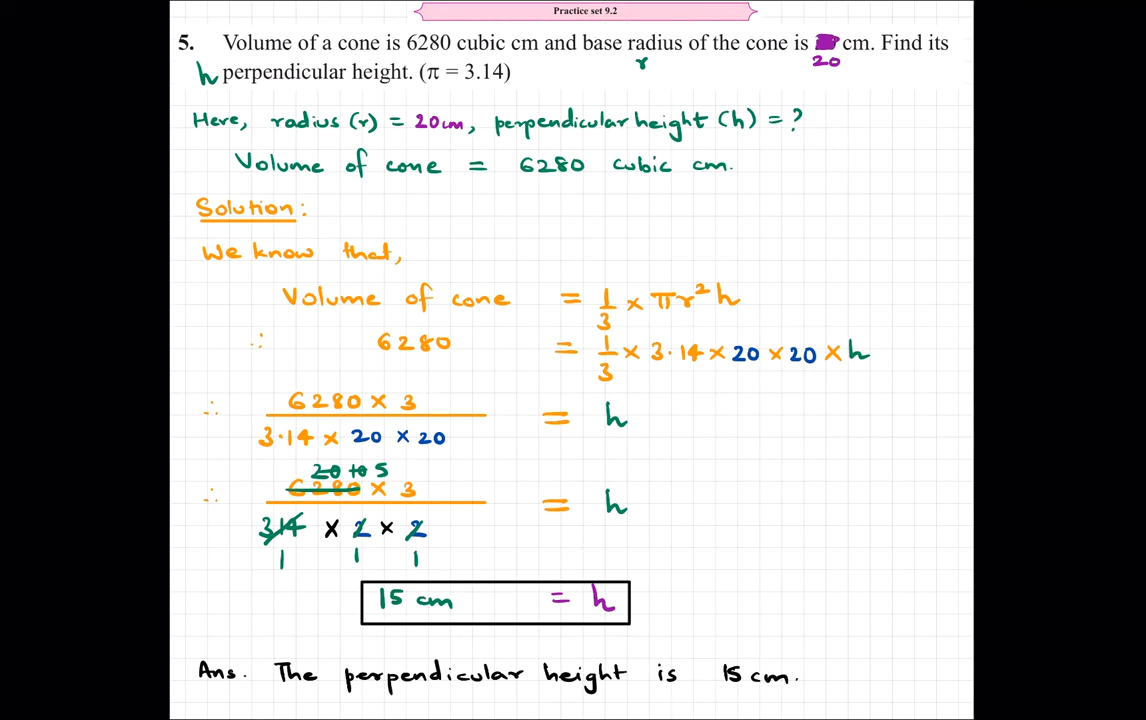 Practice set 9.2
5. Volume of a cone is 6280 cubic cm and base radius of the cone is cm. Find its
r 20
h perpendicular height. (π = 3.14)
Here, radius (r) = 20cm, perpendicular height (h) = ?
Volume of cone = 6280 cubic cm.
Solution:
We know that,
Volume of cone = 1/3 × πr²h
∴ 6280 = 1/3 × 3.14 × 20 × 20 × h
∴ 6280 × 3 / 3.14 × 20 × 20 = h
20 10 5
∴ 6280 × 3 / 314 × 2 × 2 = h
1 1 1
15 cm = h
Ans. The perpendicular height is 15 cm.